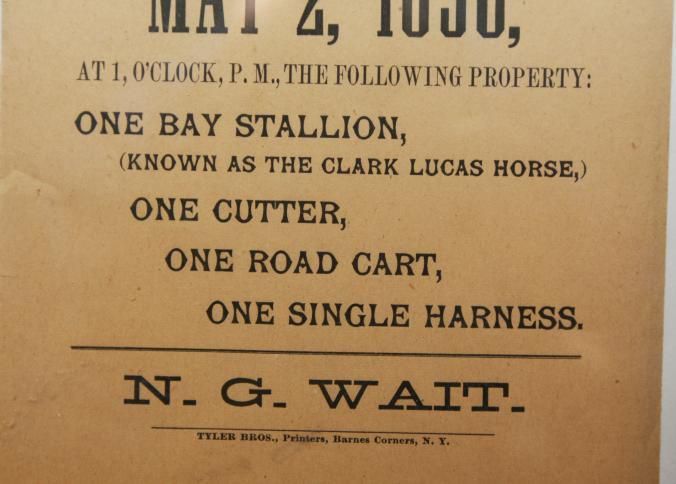 MAY 2,
AT 1, O'CLOCK, P. M., THE FOLLOWING PROPERTY:
ONE BAY STALLION,
(KNOWN AS THE CLARK LUCAS HORSE,)
ONE CUTTER,
ONE ROAD CART,
ONE SINGLE HARNESS.
N. G. WAIT.
TYLER BROS., Printers, Barnes Corners, N. Y.